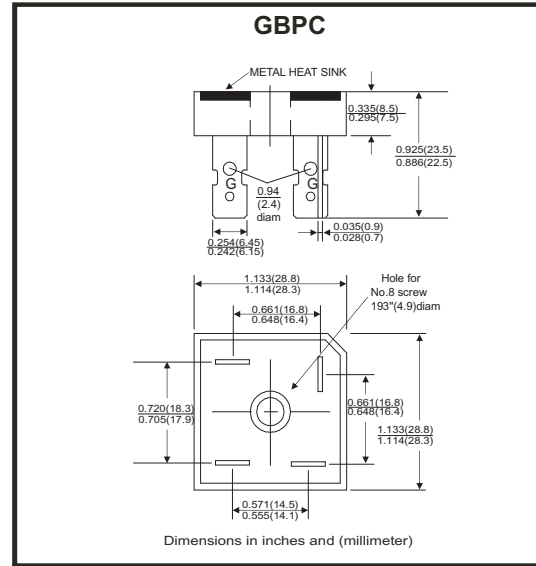 GBPC
METAL HEAT SINK
0.335(8.5)
0.295(7.5)
0.925(23.5)
0.886(22.5)
G
G
0.94
(2.4)
diam
0.035(0.9)
0.028(0.7)
0.254(6.45)
0.242(6.15)
1.133(28.8)
1.114(28.3)
Hole for
No.8 screw
193"(4.9)diam
0.661(16.8)
0.648(16.4)
0.720(18.3)
0.705(17.9)
0.661(16.8)
0.648(16.4)
1.133(28.8)
1.114(28.3)
0.571(14.5)
0.555(14.1)
Dimensions in inches and (millimeter)